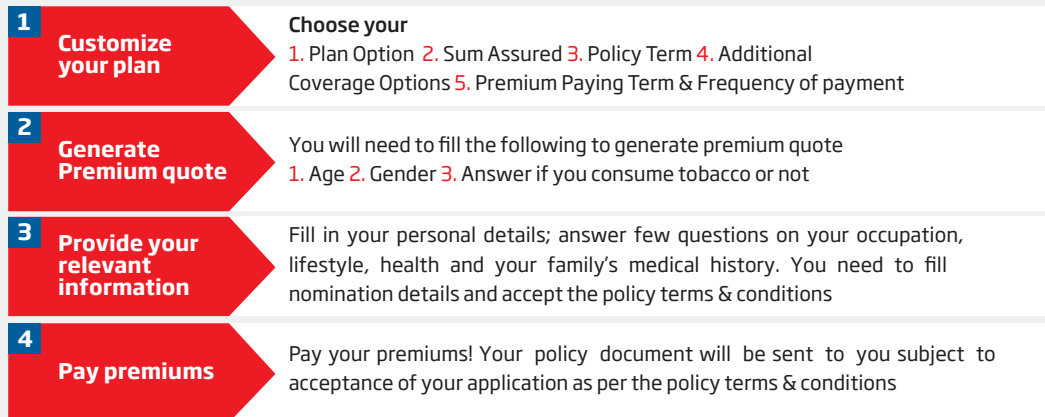 1
Customize
your plan
Choose your
1. Plan Option 2. Sum Assured 3. Policy Term 4. Additional
Coverage Options 5. Premium Paying Term & Frequency of payment
2
Generate
Premium quote
You will need to fill the following to generate premium quote
1. Age 2. Gender 3. Answer if you consume tobacco or not
3
Provide your
relevant
information
Fill in your personal details; answer few questions on your occupation,
lifestyle, health and your family's medical history. You need to fill
nomination details and accept the policy terms & conditions
4
Pay premiums
Pay your premiums! Your policy document will be sent to you subject to
acceptance of your application as per the policy terms & conditions